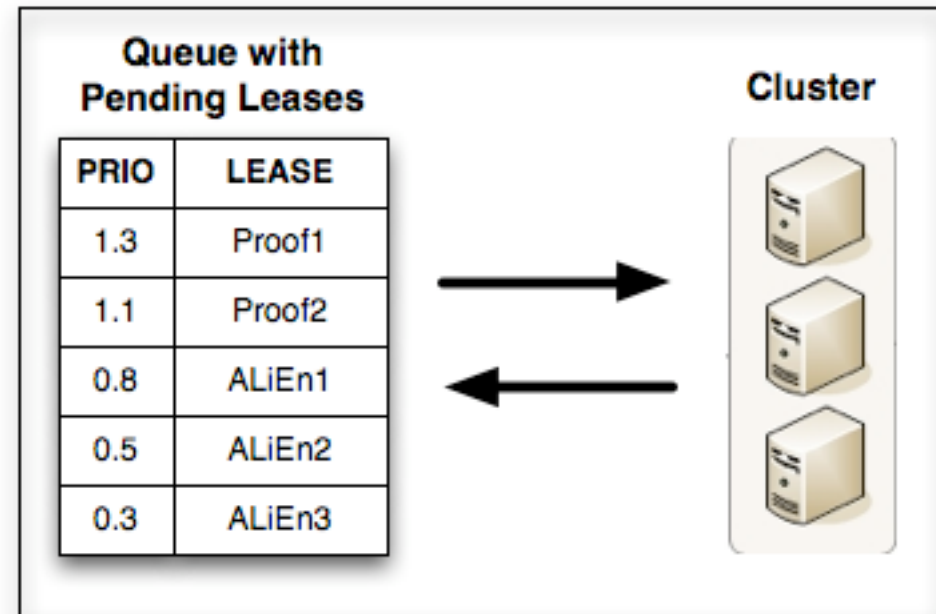 Queue with
Pending Leases
Cluster
PRIO LEASE
1.3 Proof1
1.1 Proof2
0.8 ALiEn1
0.5 ALiEn2
0.3 ALiEn3